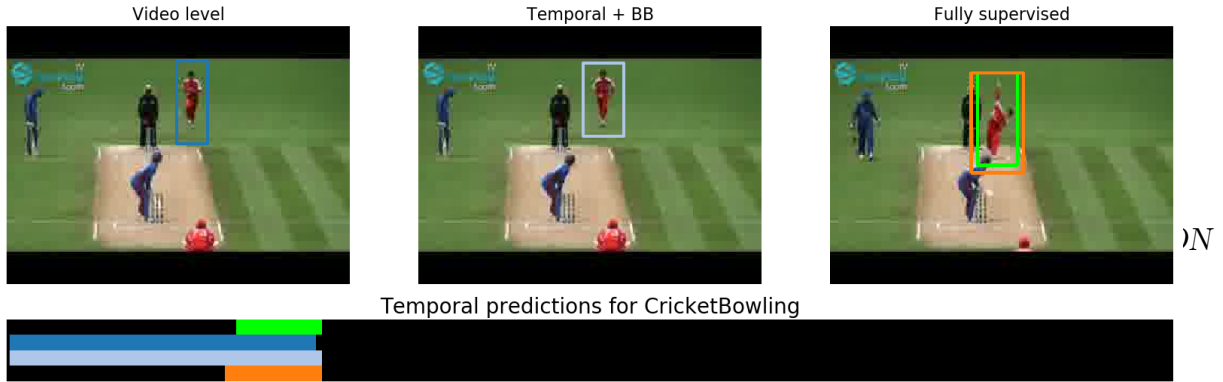 Video level
Temporal + BB
Fully supervised
Temporal predictions for CricketBowling